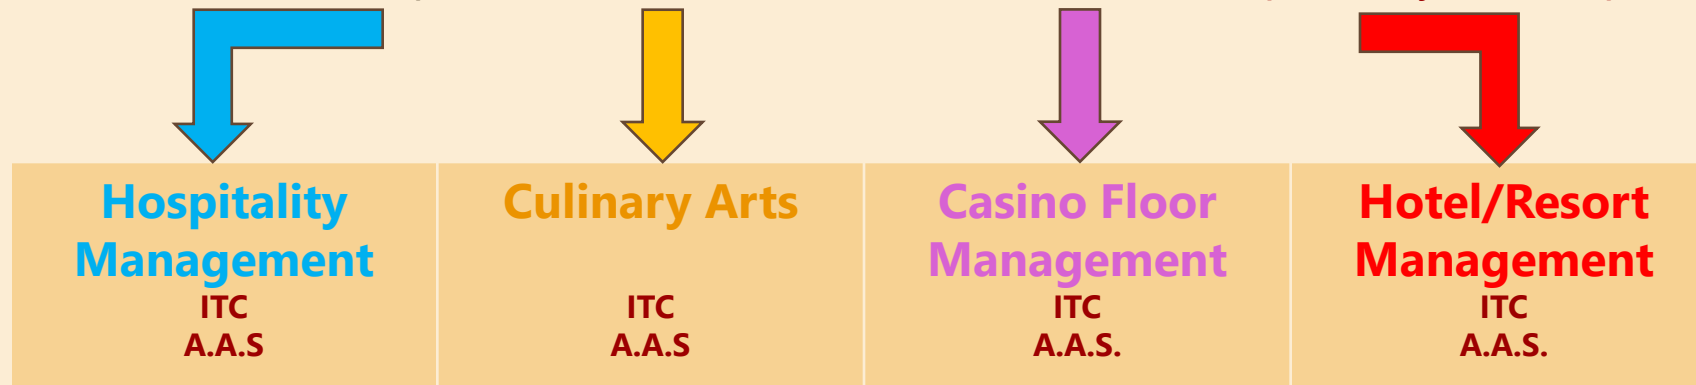 Hospitality
Management
ITC
A.A.S
Culinary Arts
ITC
A.A.S
Casino Floor
Management
ITC
A.A.S.
Hotel/Resort
Management
ITC
A.A.S.